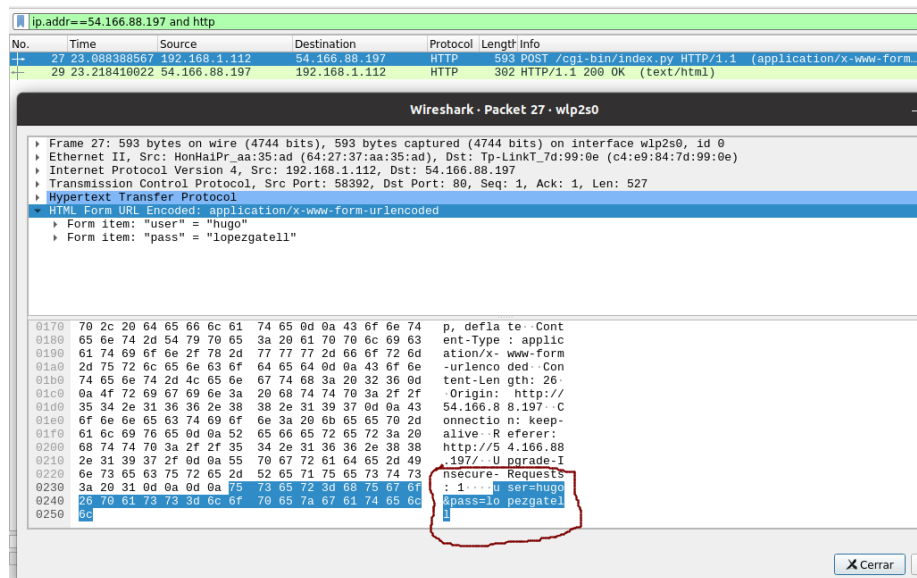 ip.addr==54.166.88.197 and http
No. Time Source Destination Protocol Length Info
27 23.088388567 192.168.1.112 54.166.88.197 HTTP 593 POST /cgi-bin/index.py HTTP/1.1 (application/x-www-form…
29 23.218410022 54.166.88.197 192.168.1.112 HTTP 302 HTTP/1.1 200 OK (text/html)
Wireshark · Packet 27 · wlp2s0
Frame 27: 593 bytes on wire (4744 bits), 593 bytes captured (4744 bits) on interface wlp2s0, id 0
Ethernet II, Src: HonHaiPr_aa:35:ad (64:27:37:aa:35:ad), Dst: Tp-LinkT_7d:99:0e (c4:e9:84:7d:99:0e)
Internet Protocol Version 4, Src: 192.168.1.112, Dst: 54.166.88.197
Transmission Control Protocol, Src Port: 58392, Dst Port: 80, Seq: 1, Ack: 1, Len: 527
Hypertext Transfer Protocol
HTML Form URL Encoded: application/x-www-form-urlencoded
Form item: "user" = "hugo"
Form item: "pass" = "lopezgatell"
0170 70 2c 20 64 65 66 6c 61 74 65 0d 0a 43 6f 6e 74 p, defla te··Cont
0180 65 6e 74 2d 54 79 70 65 3a 20 61 70 70 6c 69 63 ent-Type : applic
0190 61 74 69 6f 6e 2f 78 2d 77 77 77 2d 66 6f 72 6d ation/x- www-form
01a0 2d 75 72 6c 65 6e 63 6f 64 65 64 0d 0a 43 6f 6e -urlenco ded··Con
01b0 74 65 6e 74 2d 4c 65 6e 67 74 68 3a 20 32 36 0d tent-Len gth: 26·
01c0 0a 4f 72 69 67 69 6e 3a 20 68 74 74 70 3a 2f 2f ·Origin: http://
01d0 35 34 2e 31 36 36 2e 38 38 2e 31 39 37 0d 0a 43 54.166.8 8.197··C
01e0 6f 6e 6e 65 63 74 69 6f 6e 3a 20 6b 65 65 70 2d onnectio n: keep-
01f0 61 6c 69 76 65 0d 0a 52 65 66 65 72 65 72 3a 20 alive··R eferer:
0200 68 74 74 70 3a 2f 2f 35 34 2e 31 36 36 2e 38 38 http://5 4.166.88
0210 2e 31 39 37 2f 0d 0a 55 70 67 72 61 64 65 2d 49 .197/··U pgrade-I
0220 6e 73 65 63 75 72 65 2d 52 65 71 75 65 73 74 73 nsecure- Requests
0230 3a 20 31 0d 0a 0d 0a 75 73 65 72 3d 68 75 67 6f : 1····u ser=hugo
0240 26 70 61 73 73 3d 6c 6f 70 65 7a 67 61 74 65 6c &pass=lo pezgatel
0250 6c l
Cerrar